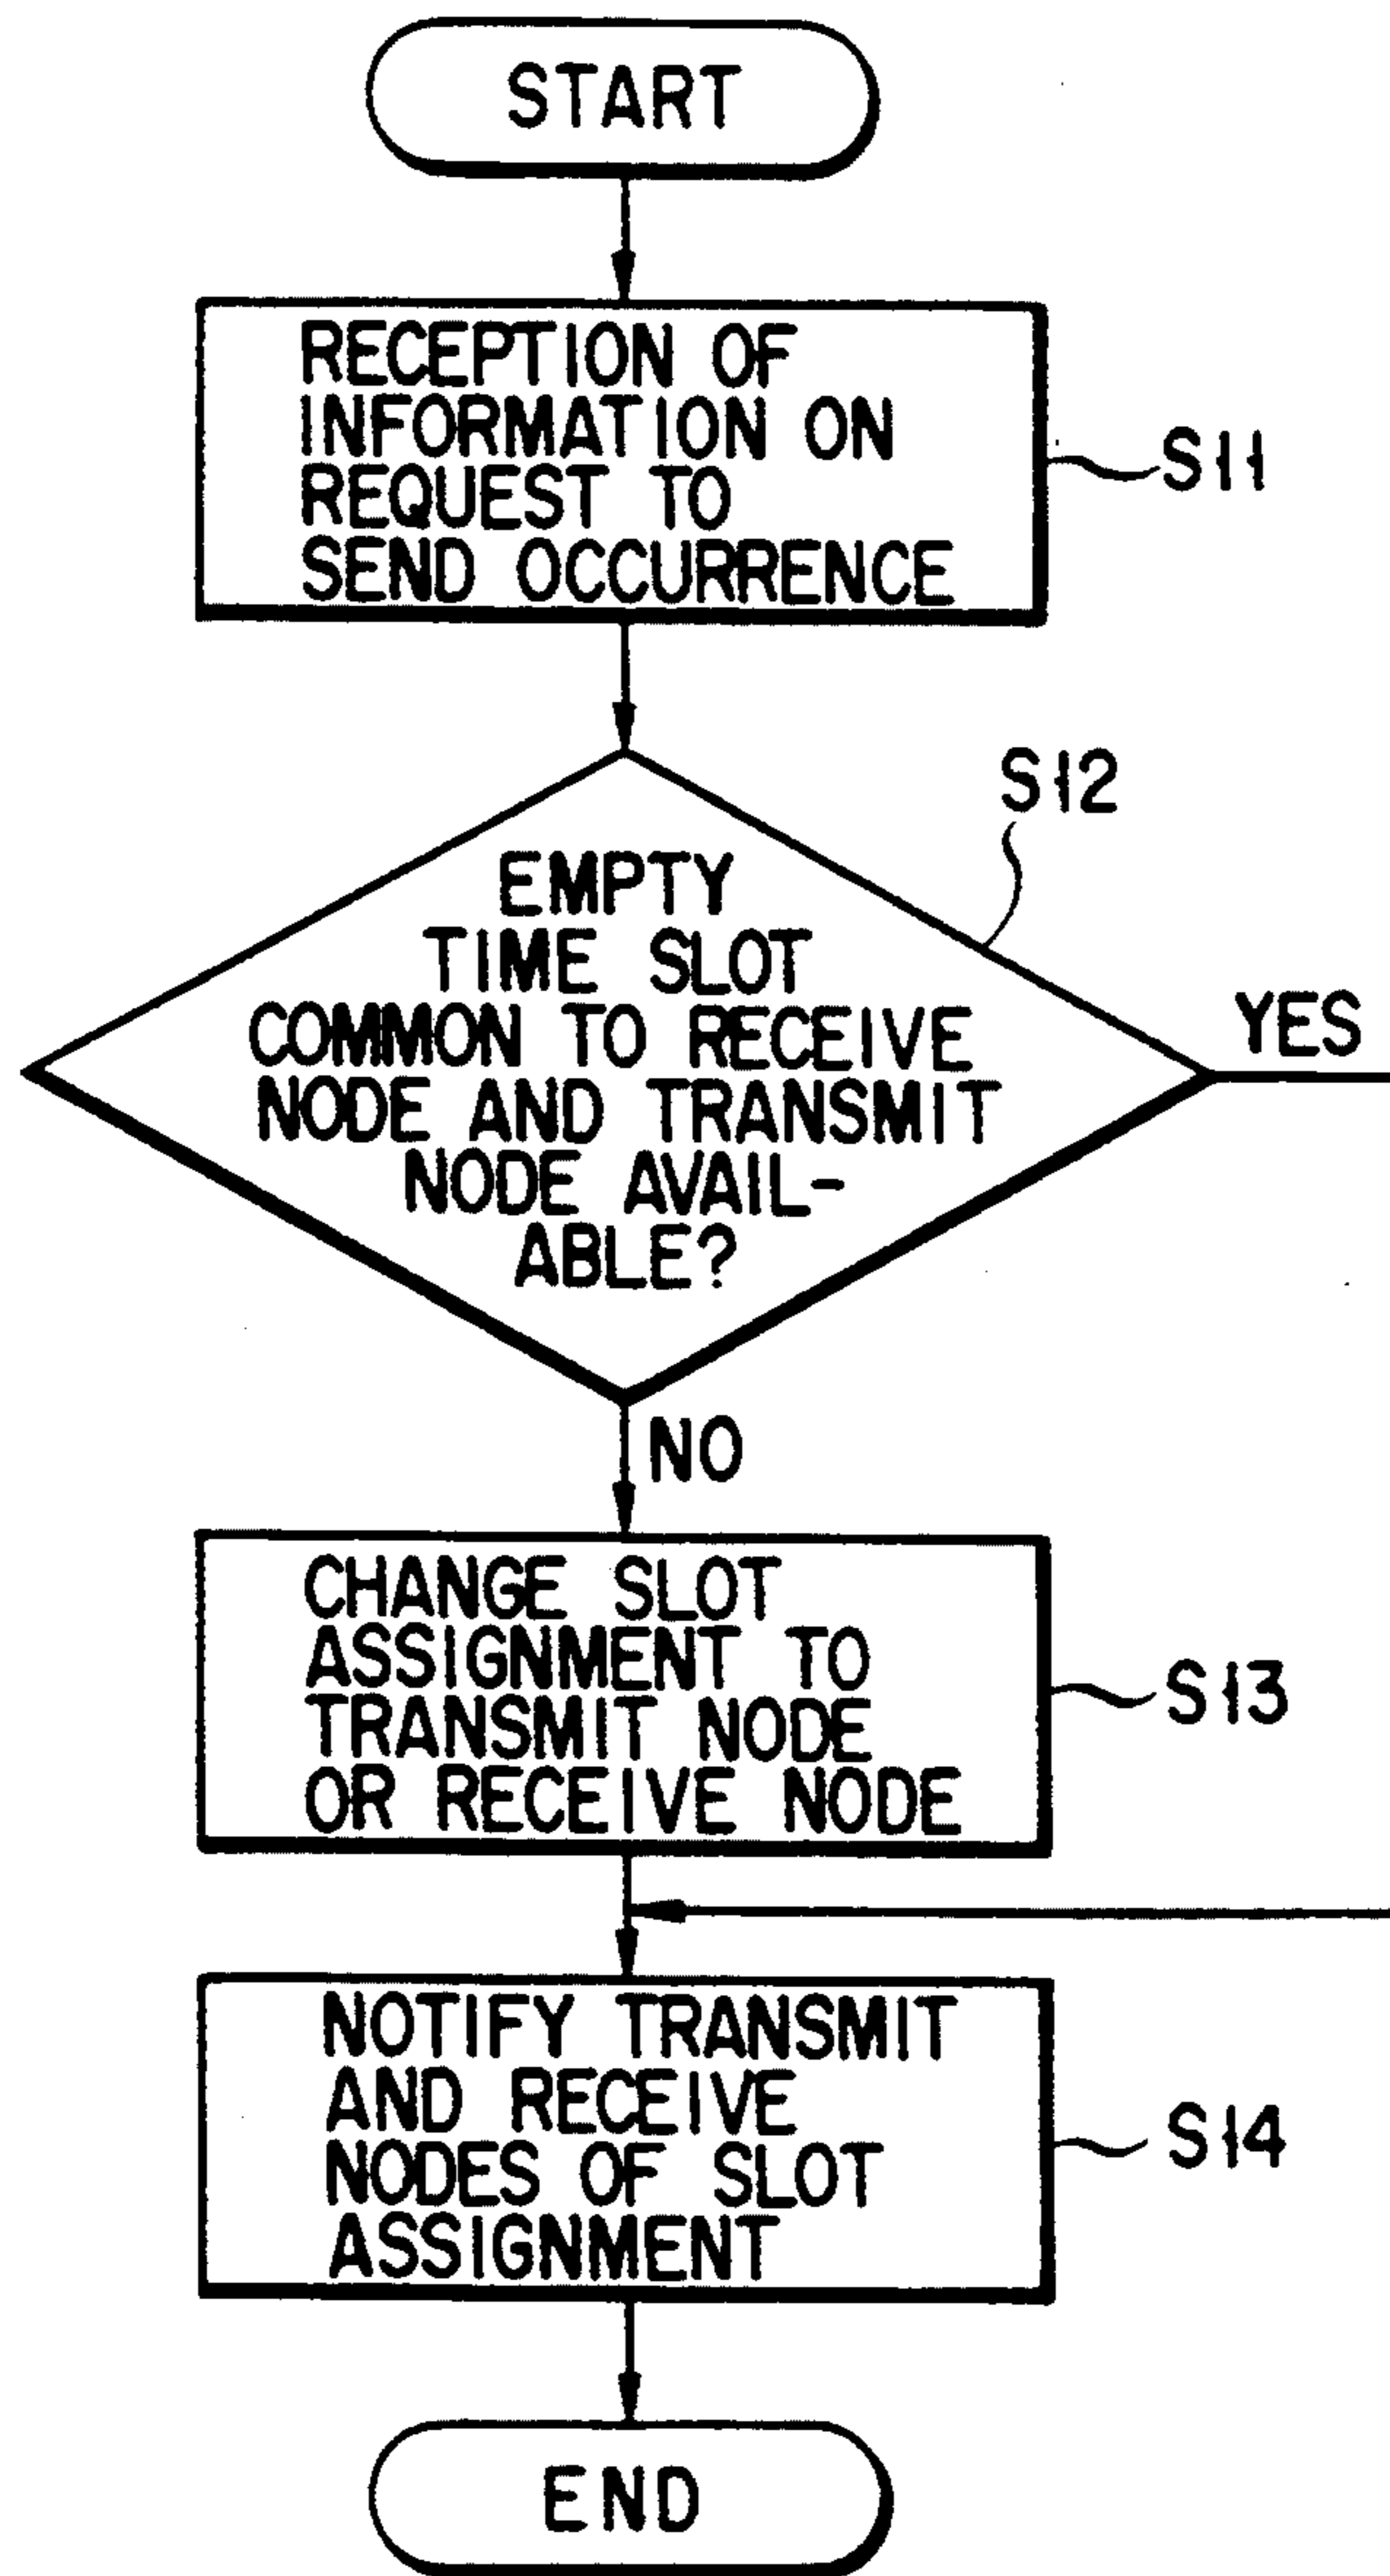 START
RECEPTION OF
INFORMATION ON
REQUEST TO
SEND OCCURRENCE
S11
S12
EMPTY
TIME SLOT
COMMON TO RECEIVE
NODE AND TRANSMIT
NODE AVAIL-
ABLE?
YES
NO
CHANGE SLOT
ASSIGNMENT TO
TRANSMIT NODE
OR RECEIVE NODE
S13
NOTIFY TRANSMIT
AND RECEIVE
NODES OF SLOT
ASSIGNMENT
S14
END